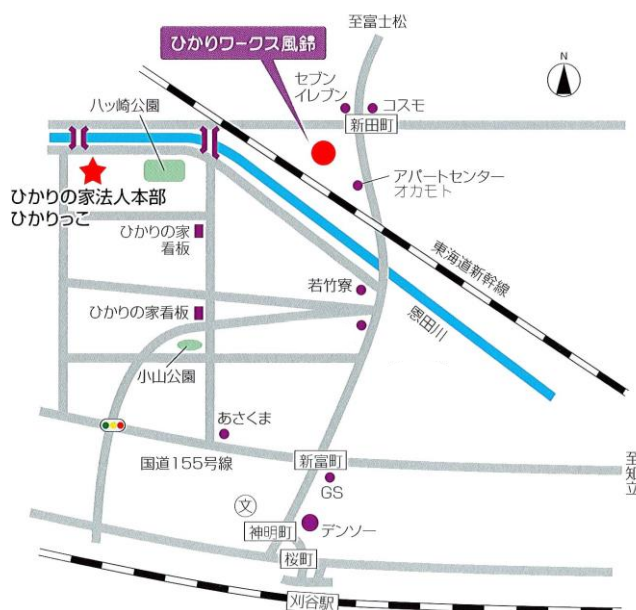 至富士松
ひかりワークス風鈴
N
セブン
イレブン
コスモ
八ッ崎公園
新田町
アパートセンター
オカモト
ひかりの家法人本部
ひかりっこ
ひかりの家
看板
東海道新幹線
若竹寮
ひかりの家看板
恩田川
小山公園
あさくま
国道155号線
新富町
至知立
GS
文
神明町
デンソー
桜町
刈谷駅